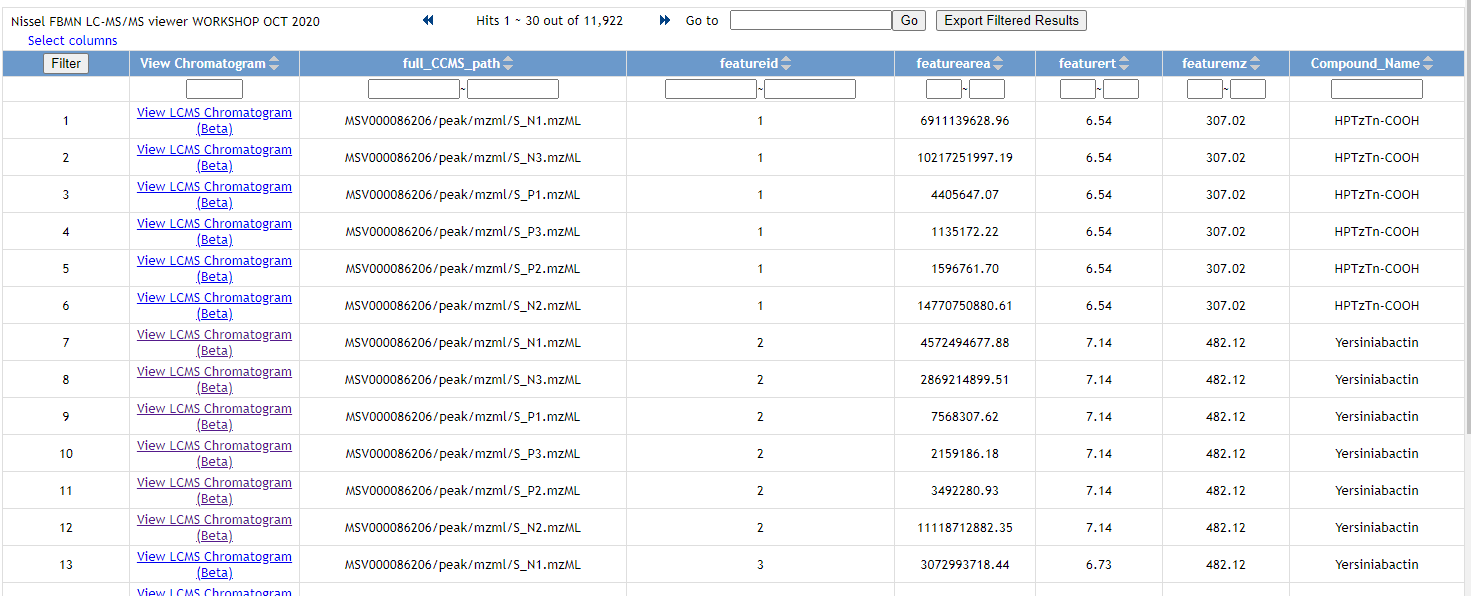 Nissel FBMN LC-MS/MS viewer WORKSHOP OCT 2020 Hits 1 ~ 30 out of 11,922 Go to Go Export Filtered Results
Select columns
Filter View Chromatogram full_CCMS_path featureid featurearea featurert featuremz Compound_Name
~ ~ ~ ~ ~
1 View LCMS Chromatogram (Beta) MSV000086206/peak/mzml/S_N1.mzML 1 6911139628.96 6.54 307.02 HPTzTn-COOH
2 View LCMS Chromatogram (Beta) MSV000086206/peak/mzml/S_N3.mzML 1 10217251997.19 6.54 307.02 HPTzTn-COOH
3 View LCMS Chromatogram (Beta) MSV000086206/peak/mzml/S_P1.mzML 1 4405647.07 6.54 307.02 HPTzTn-COOH
4 View LCMS Chromatogram (Beta) MSV000086206/peak/mzml/S_P3.mzML 1 1135172.22 6.54 307.02 HPTzTn-COOH
5 View LCMS Chromatogram (Beta) MSV000086206/peak/mzml/S_P2.mzML 1 1596761.70 6.54 307.02 HPTzTn-COOH
6 View LCMS Chromatogram (Beta) MSV000086206/peak/mzml/S_N2.mzML 1 14770750880.61 6.54 307.02 HPTzTn-COOH
7 View LCMS Chromatogram (Beta) MSV000086206/peak/mzml/S_N1.mzML 2 4572494677.88 7.14 482.12 Yersiniabactin
8 View LCMS Chromatogram (Beta) MSV000086206/peak/mzml/S_N3.mzML 2 2869214899.51 7.14 482.12 Yersiniabactin
9 View LCMS Chromatogram (Beta) MSV000086206/peak/mzml/S_P1.mzML 2 7568307.62 7.14 482.12 Yersiniabactin
10 View LCMS Chromatogram (Beta) MSV000086206/peak/mzml/S_P3.mzML 2 2159186.18 7.14 482.12 Yersiniabactin
11 View LCMS Chromatogram (Beta) MSV000086206/peak/mzml/S_P2.mzML 2 3492280.93 7.14 482.12 Yersiniabactin
12 View LCMS Chromatogram (Beta) MSV000086206/peak/mzml/S_N2.mzML 2 11118712882.35 7.14 482.12 Yersiniabactin
13 View LCMS Chromatogram (Beta) MSV000086206/peak/mzml/S_N1.mzML 3 3072993718.44 6.73 482.12 Yersiniabactin
View LCMS Chromatogram